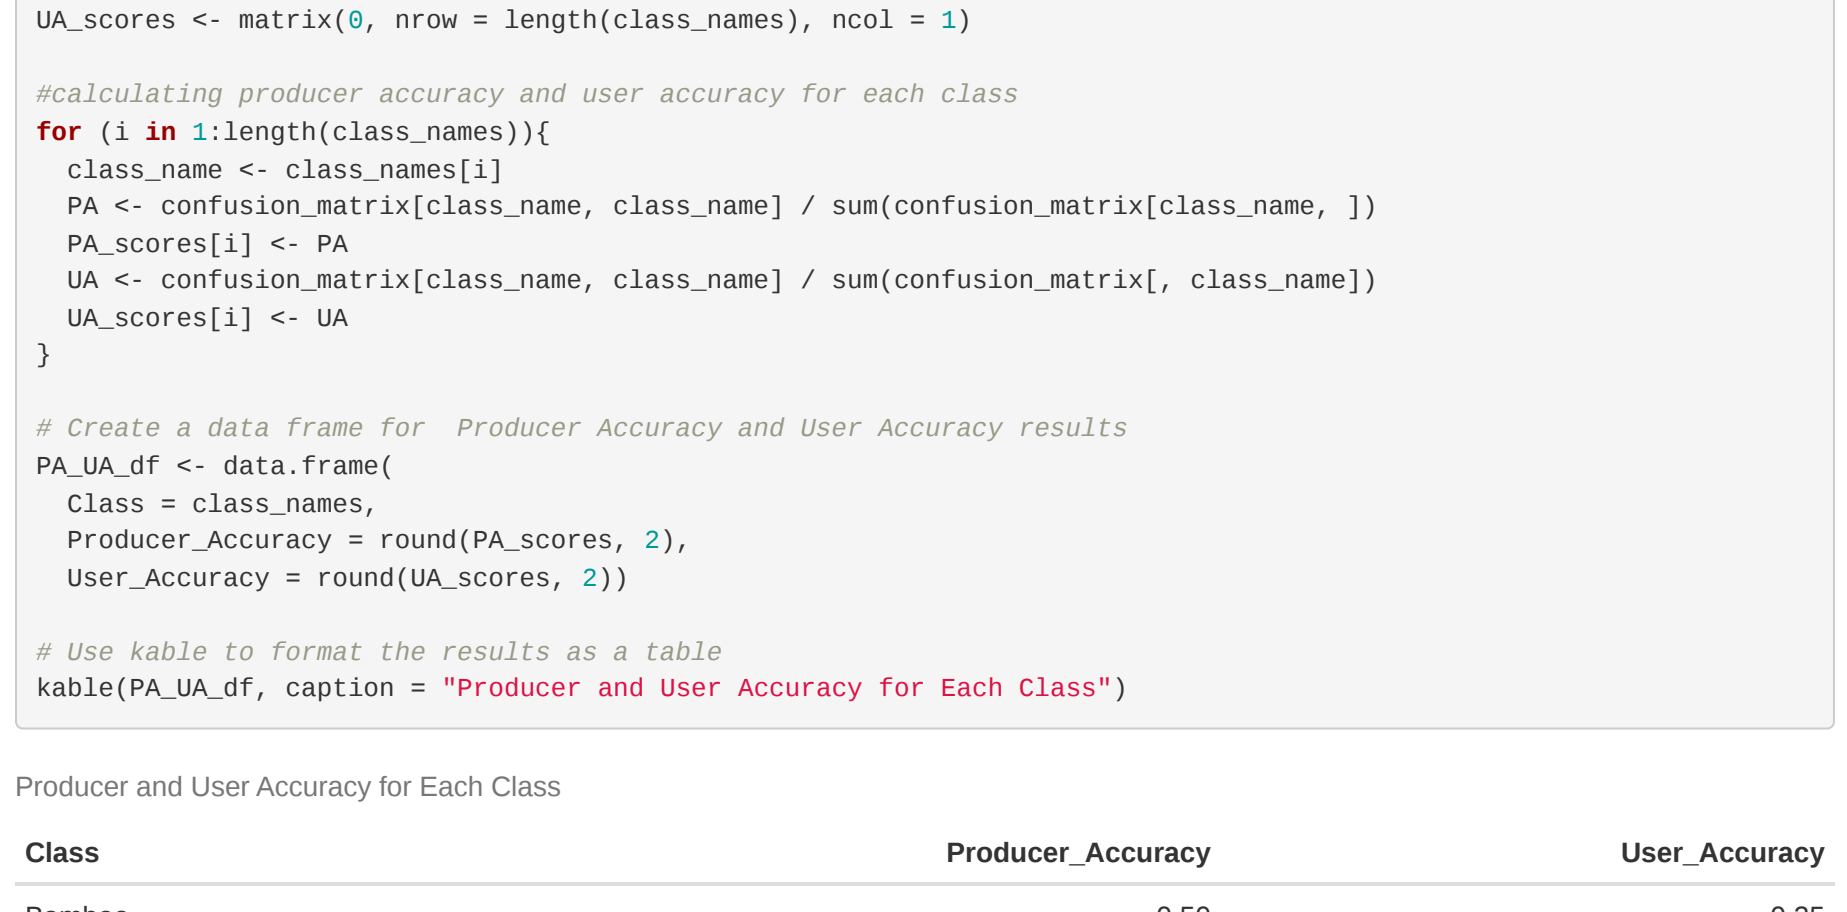 UA_scores <- matrix(0, nrow = length(class_names), ncol = 1)
#calculating producer accuracy and user accuracy for each class
for (i in 1:length(class_names)){
  class_name <- class_names[i]
  PA <- confusion_matrix[class_name, class_name] / sum(confusion_matrix[class_name, ])
  PA_scores[i] <- PA
  UA <- confusion_matrix[class_name, class_name] / sum(confusion_matrix[, class_name])
  UA_scores[i] <- UA
}
# Create a data frame for  Producer Accuracy and User Accuracy results
PA_UA_df <- data.frame(
  Class = class_names,
  Producer_Accuracy = round(PA_scores, 2),
  User_Accuracy = round(UA_scores, 2))
# Use kable to format the results as a table
kable(PA_UA_df, caption = "Producer and User Accuracy for Each Class")
Producer and User Accuracy for Each Class
Class Producer_Accuracy User_Accuracy